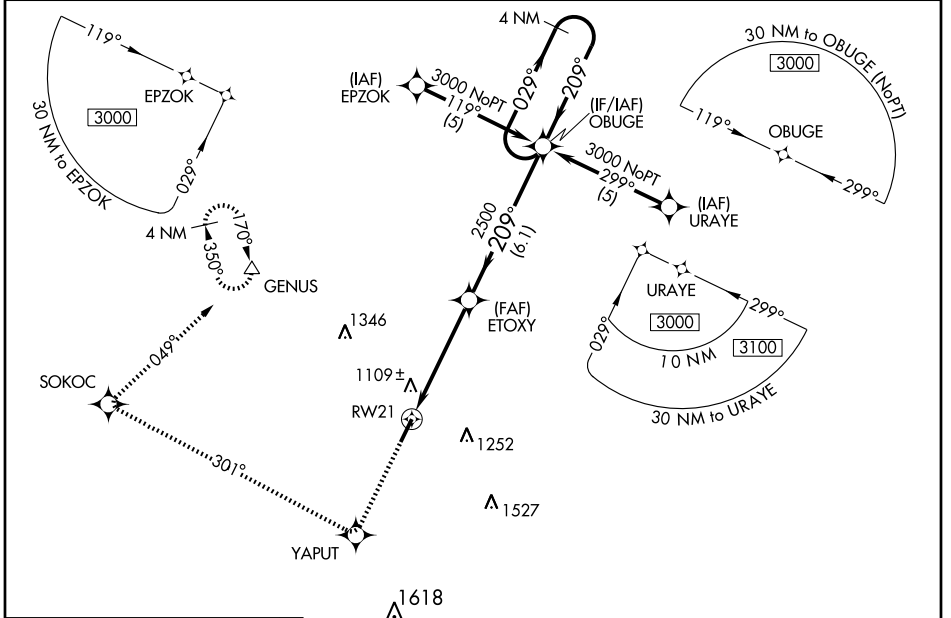 119°
EPZOK
3000
30 NM to EPZOK
029°
4 NM
029°
209°
(IAF)
EPZOK
3000 NoPT
119°
(5)
(IF/IAF)
OBUGE
3000 NoPT
299°
(5)
(IAF)
URAYE
30 NM to OBUGE (NoPT)
3000
119°
OBUGE
299°
4 NM
170°
350°
GENUS
2500
209°
(6.1)
(FAF)
ETOXY
URAYE
3000
299°
029°
10 NM
3100
30 NM to URAYE
1346
1109±
RW21
1252
1527
049°
SOKOC
301°
YAPUT
1618